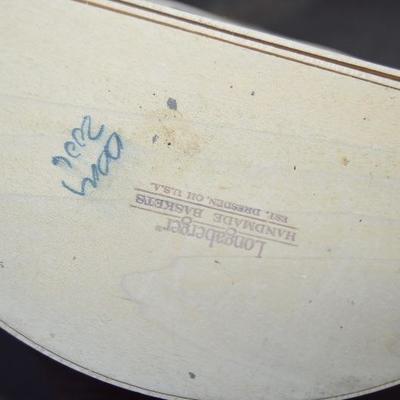 Longaberger®
HANDMADE BASKETS
EST. DRESDEN, OH U.S.A.